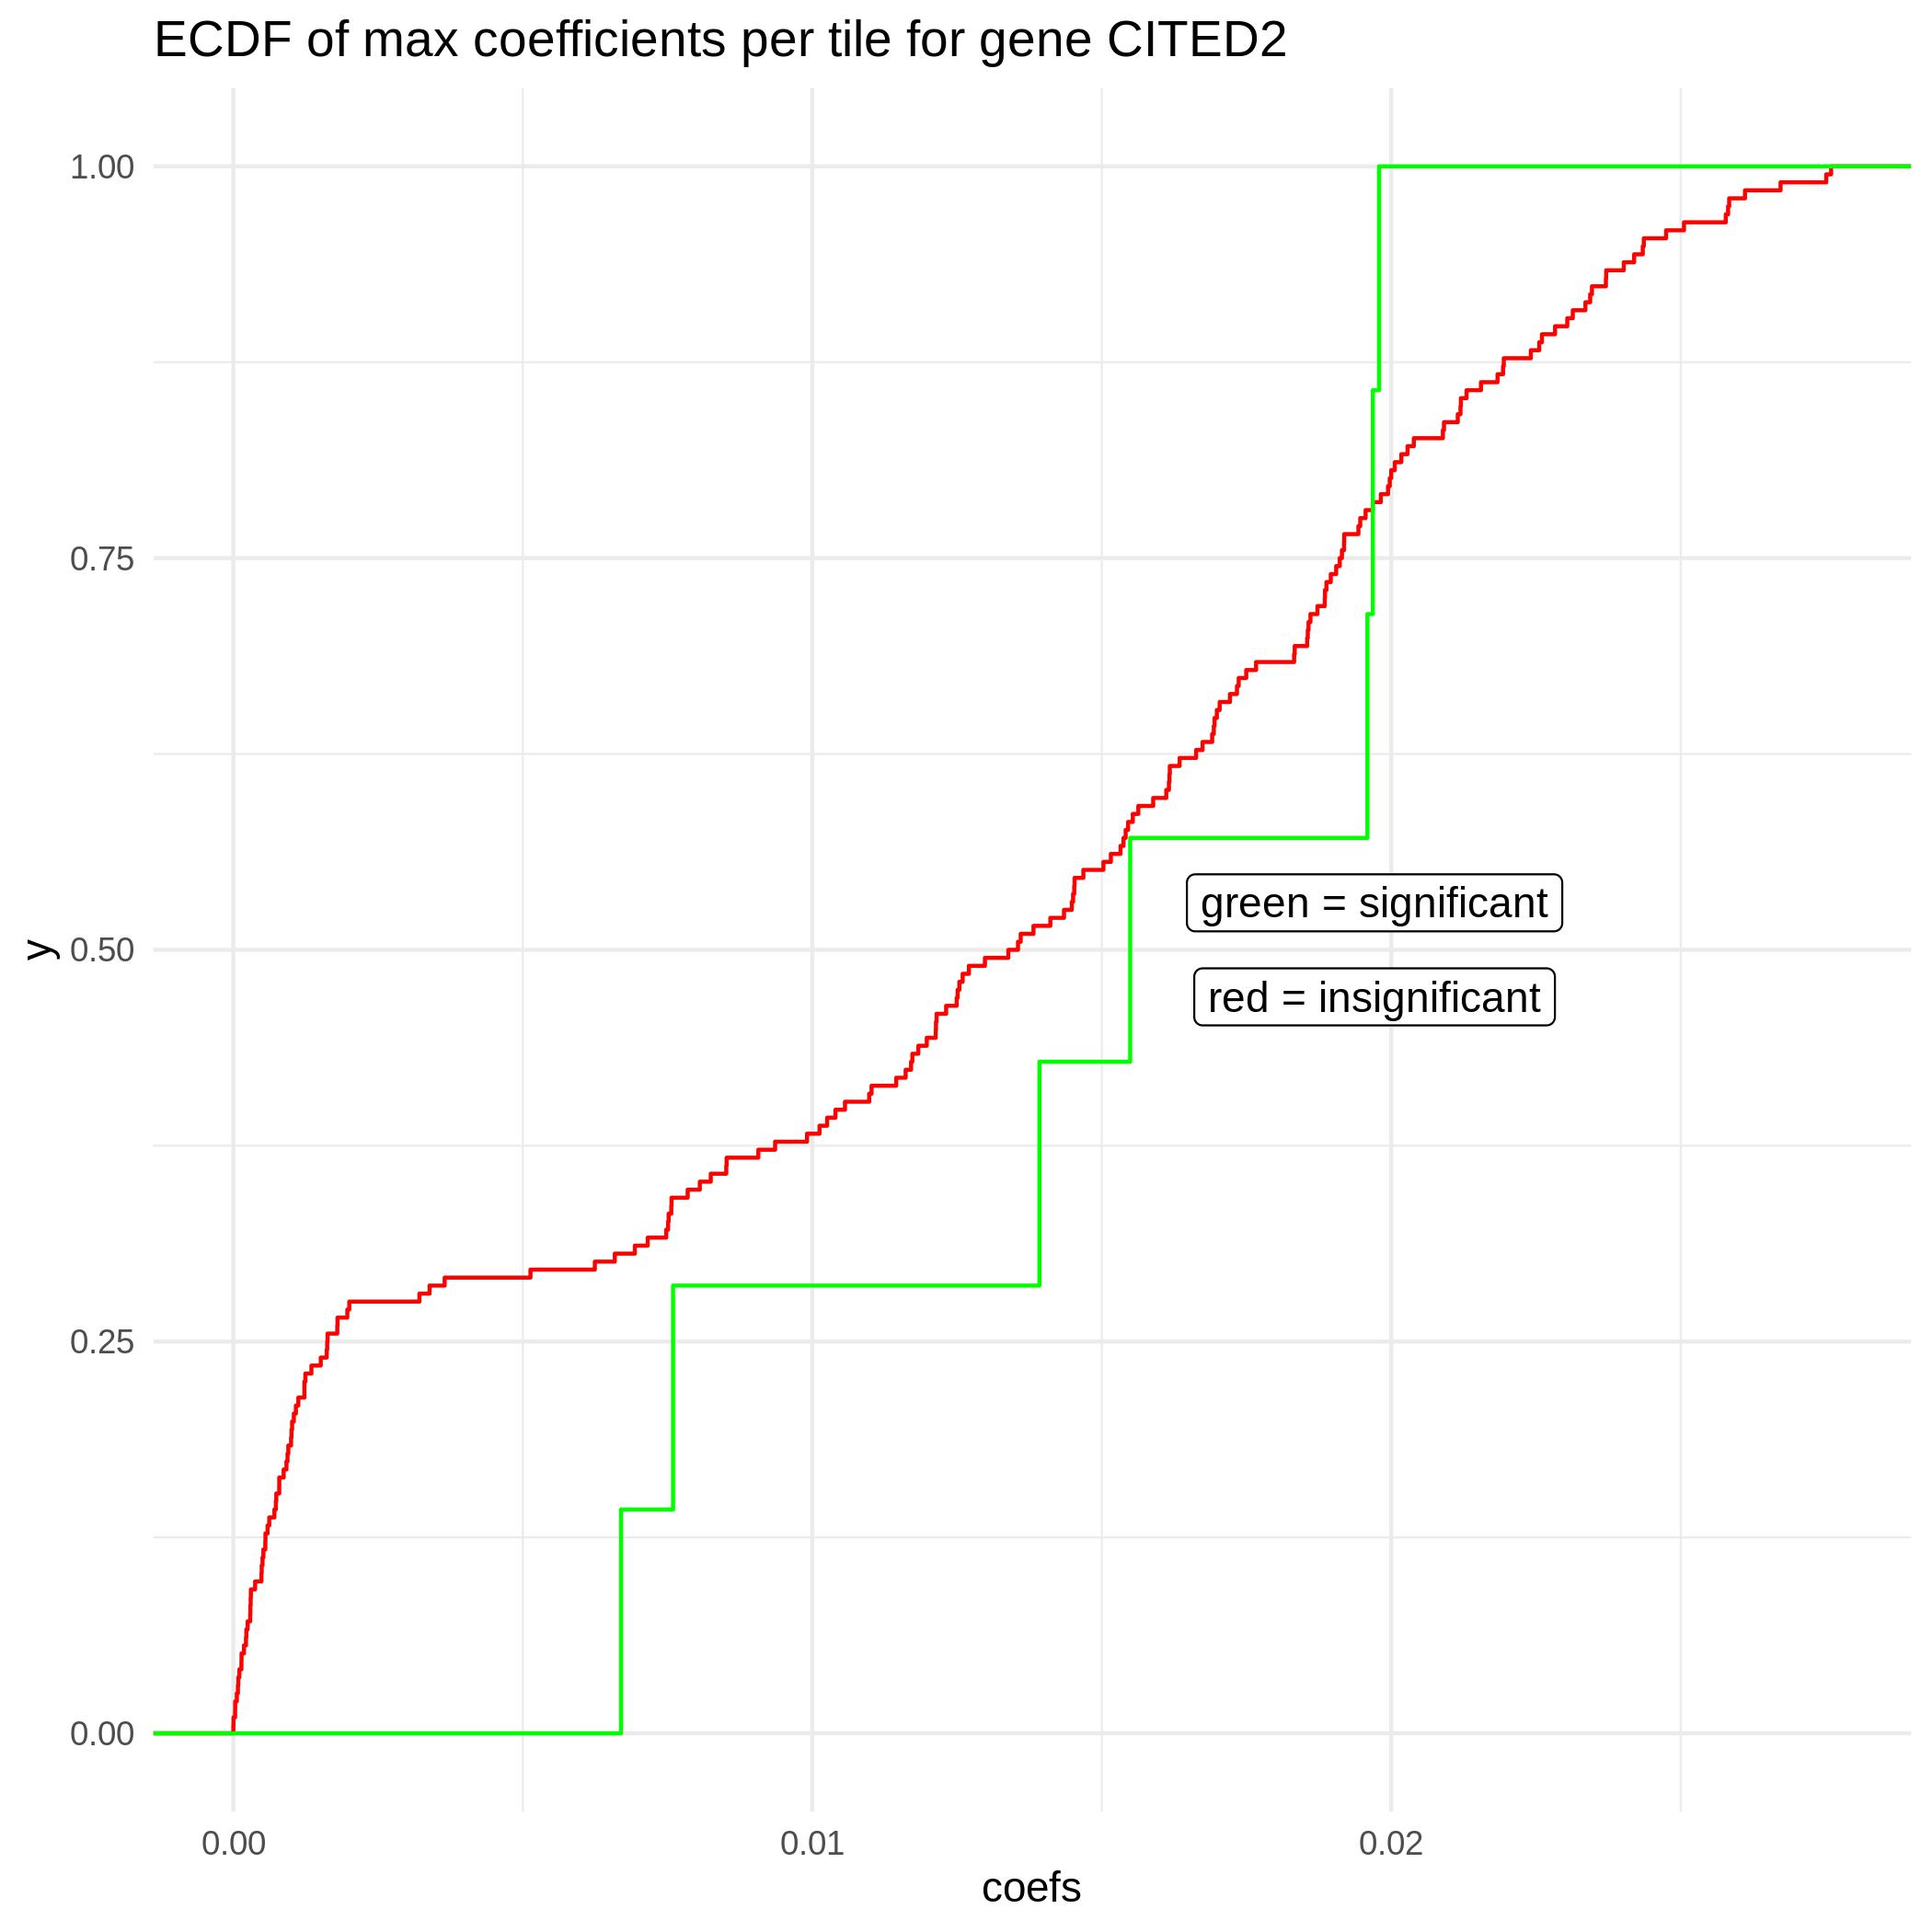 ECDF of max coefficients per tile for gene CITED2
1.00
0.75
0.50
0.25
0.00
y
green = significant
red = insignificant
0.00
0.01
0.02
coefs